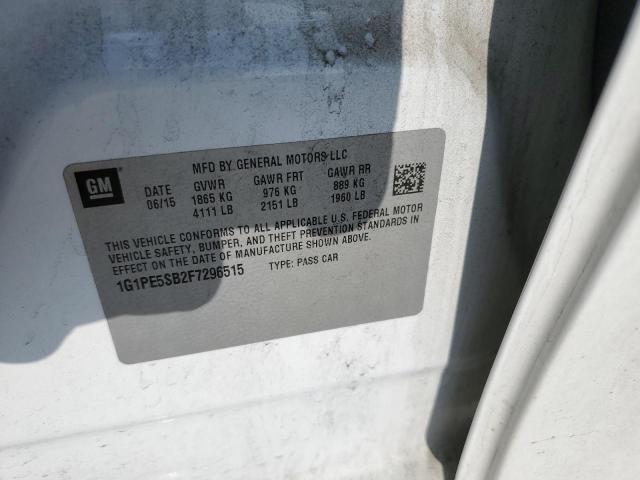 GM
MFD BY GENERAL MOTORS LLC
DATE GVWR GAWR FRT GAWR RR
06/15 1865 KG 976 KG 889 KG
4111 LB 2151 LB 1960 LB
THIS VEHICLE CONFORMS TO ALL APPLICABLE U.S. FEDERAL MOTOR
VEHICLE SAFETY, BUMPER, AND THEFT PREVENTION STANDARDS IN
EFFECT ON THE DATE OF MANUFACTURE SHOWN ABOVE.
1G1PE5SB2F7296515 TYPE: PASS CAR